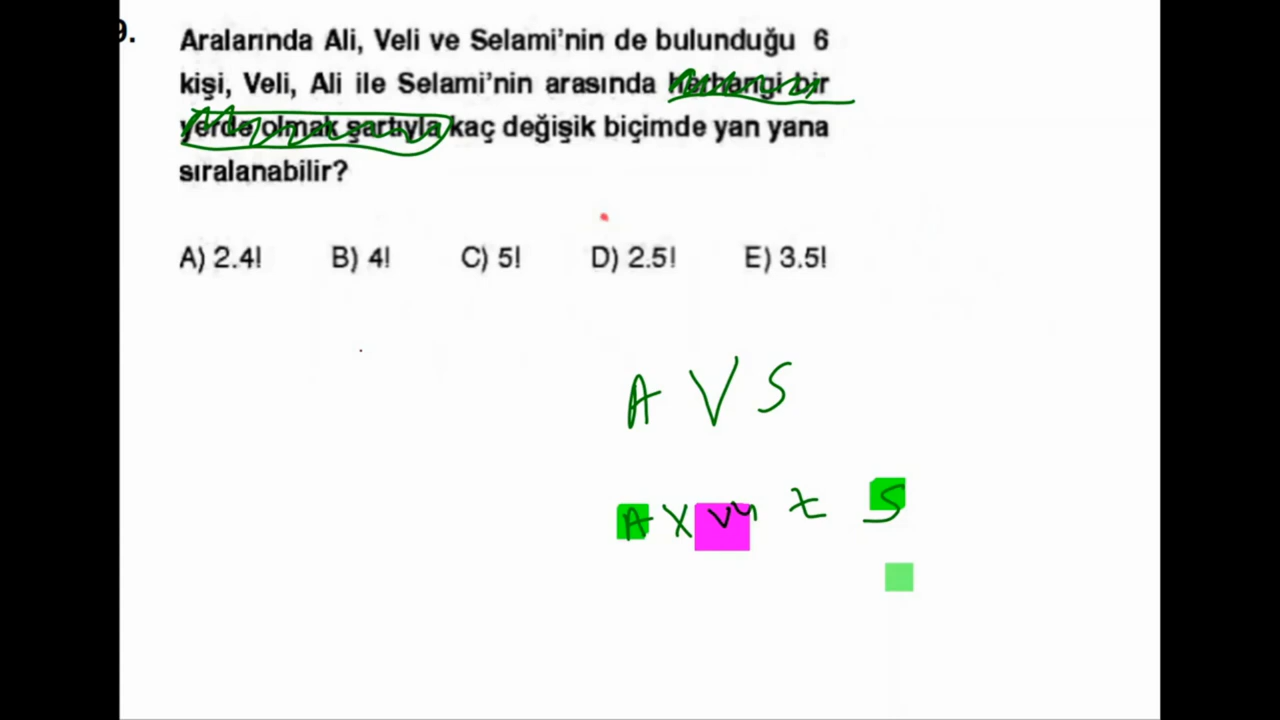 9.
Aralarında Ali, Veli ve Selami'nin de bulunduğu 6
kişi, Veli, Ali ile Selami'nin arasında herhangi bir
yerde olmak şartıyla kaç değişik biçimde yan yana
sıralanabilir?
A) 2.4! B) 4! C) 5! D) 2.5! E) 3.5!
A V S
A X V y z S